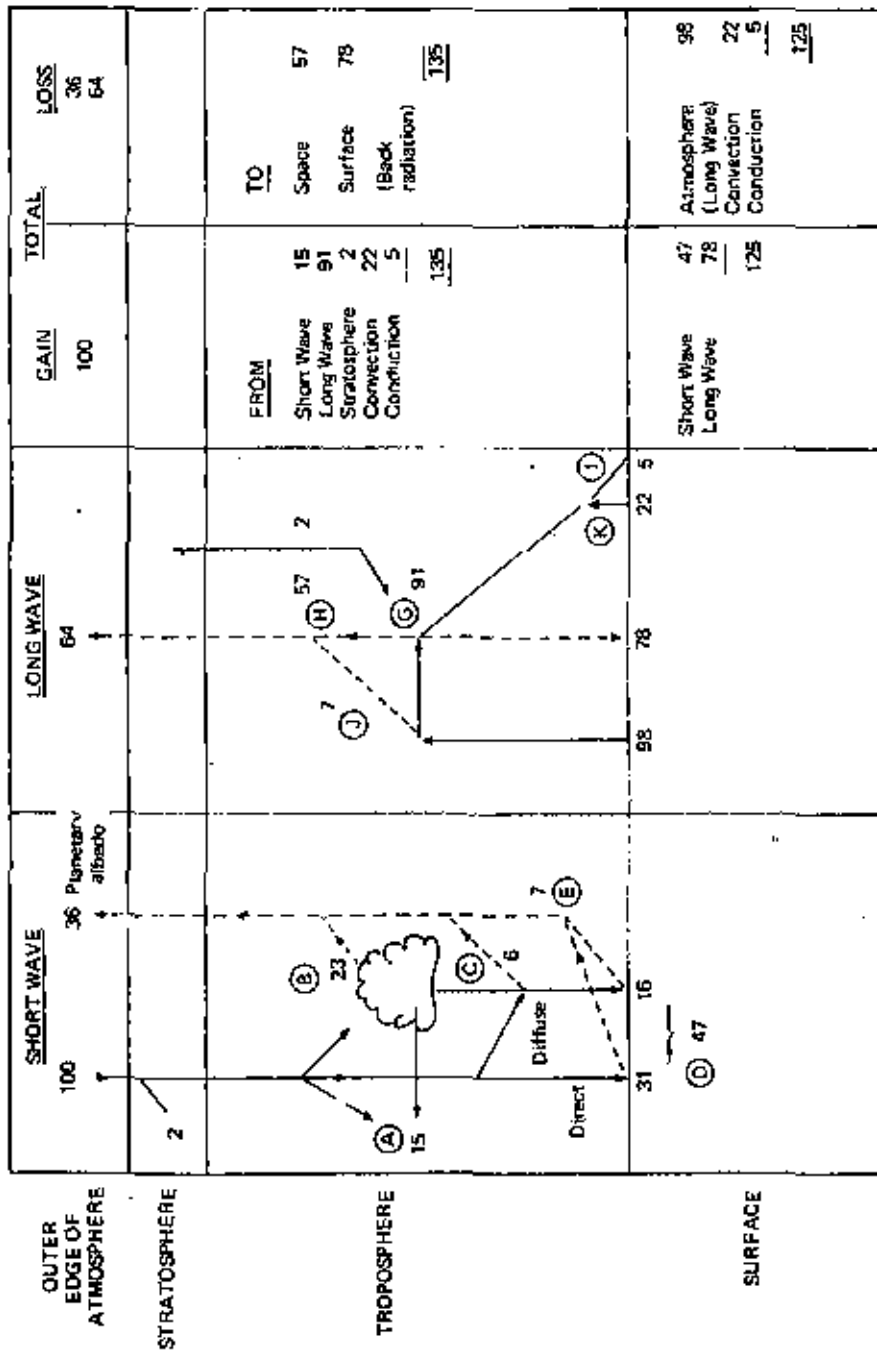 SHORT WAVE
LONG WAVE
TOTAL
GAIN
LOSS
OUTER
EDGE OF
ATMOSPHERE
100
36 Planetary
albedo
64
100
36
64
STRATOSPHERE
2
TROPOSPHERE
A
15
B
23
C
6
Diffuse
Direct
7
E
J
7
H
57
G
91
2
K
I
FROM
Short Wave 15
Long Wave 91
Stratosphere 2
Convection 22
Conduction 5
135
TO
Space 57
Surface 78
(Back
radiation)
135
31
16
D 47
98
78
22
5
SURFACE
Short Wave 47
Long Wave 78
125
Atmosphere 98
(Long Wave)
Convection 22
Conduction 5
125